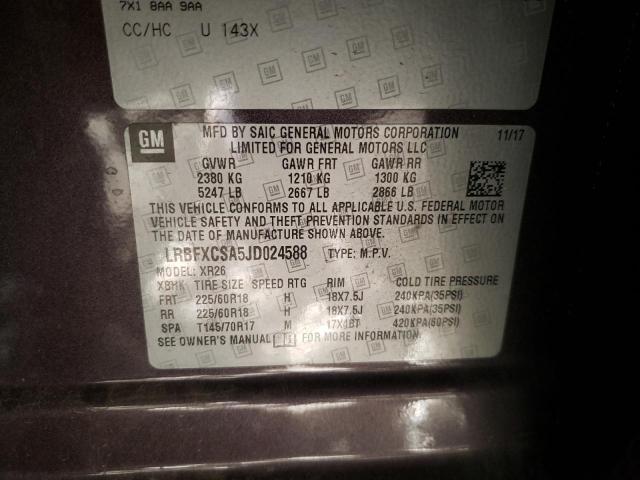 7X1 8AA 9AA
CC/HC U 143X
GM
MFD BY SAIC GENERAL MOTORS CORPORATION 11/17
LIMITED FOR GENERAL MOTORS LLC
GVWR GAWR FRT GAWR RR
2380 KG 1210 KG 1300 KG
5247 LB 2667 LB 2866 LB
THIS VEHICLE CONFORMS TO ALL APPLICABLE U.S. FEDERAL MOTOR
VEHICLE SAFETY AND THEFT PREVENTION STANDARDS IN EFFECT ON
THE DATE OF MANUFACTURE SHOWN ABOVE.
LRBFXCSA5JD024588 TYPE: M.P.V.
MODEL: XR26
XBHK TIRE SIZE SPEED RTG RIM COLD TIRE PRESSURE
FRT 225/60R18 H 18X7.5J 240KPA(35PSI)
RR 225/60R18 H 18X7.5J 240KPA(35PSI)
SPA T145/70R17 M 17X4BT 420KPA(60PSI)
SEE OWNER'S MANUAL FOR MORE INFORMATION.